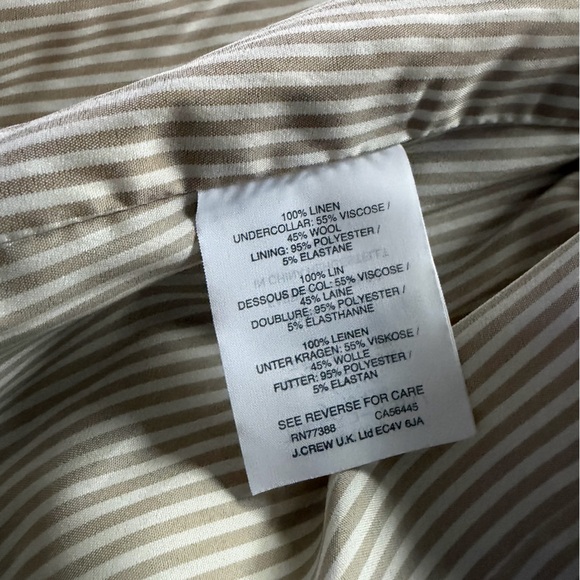 100% LINEN
UNDERCOLLAR: 55% VISCOSE /
45% WOOL
LINING: 95% POLYESTER /
5% ELASTANE
100% LIN
DESSOUS DE COL: 55% VISCOSE /
45% LAINE
DOUBLURE: 95% POLYESTER /
5% ELASTHANNE
100% LEINEN
UNTER KRAGEN: 55% VISKOSE /
45% WOLLE
FUTTER: 95% POLYESTER /
5% ELASTAN
SEE REVERSE FOR CARE
RN77388 CA56445
J.CREW U.K. Ltd EC4V 6JA